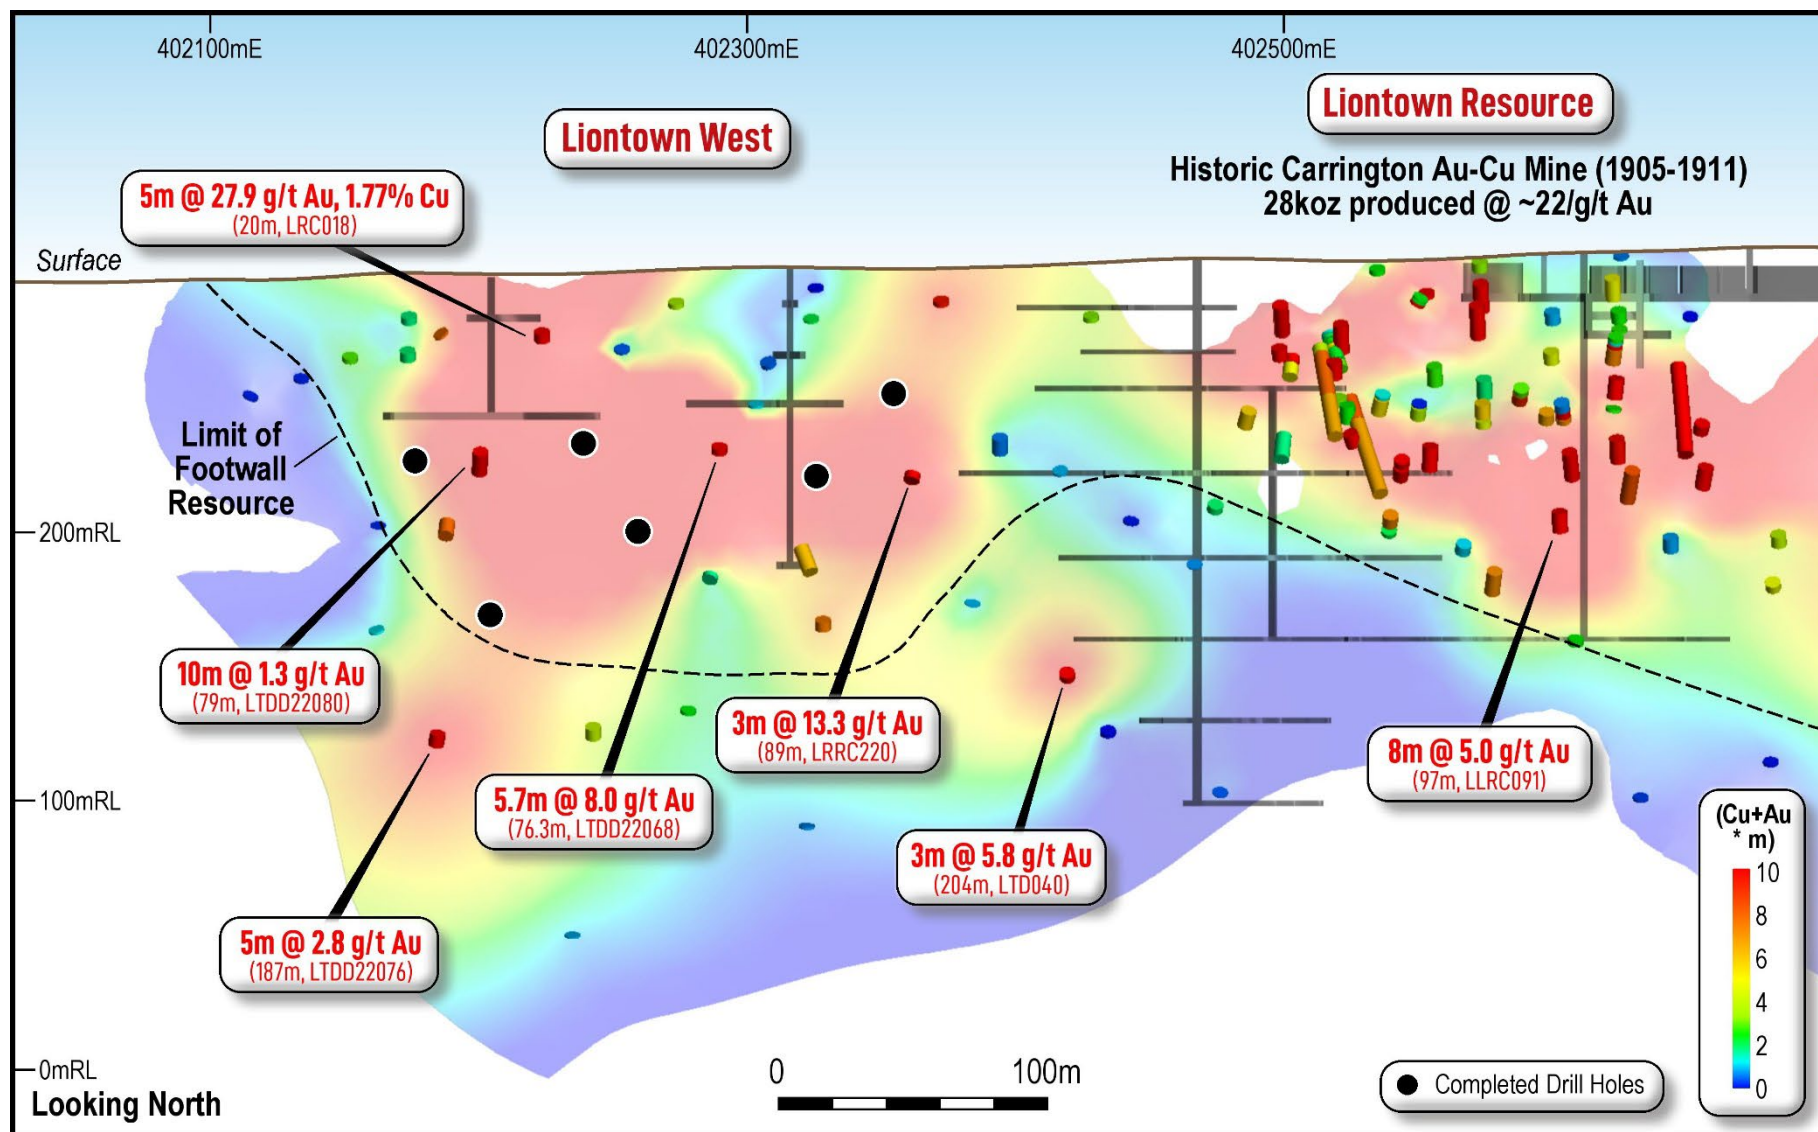 402100mE
402300mE
402500mE
Liontown West
Liontown Resource
Historic Carrington Au-Cu Mine (1905-1911)
28koz produced @ ~22/g/t Au
5m @ 27.9 g/t Au, 1.77% Cu
(20m, LRC018)
Surface
Limit of
Footwall
Resource
200mRL
10m @ 1.3 g/t Au
(79m, LTDD22080)
3m @ 13.3 g/t Au
(89m, LRRC220)
8m @ 5.0 g/t Au
(97m, LLRC091)
100mRL
5.7m @ 8.0 g/t Au
(76.3m, LTDD22068)
3m @ 5.8 g/t Au
(204m, LTD040)
5m @ 2.8 g/t Au
(187m, LTDD22076)
(Cu+Au
* m)
10
8
6
4
2
0
0mRL
Looking North
0
100m
Completed Drill Holes